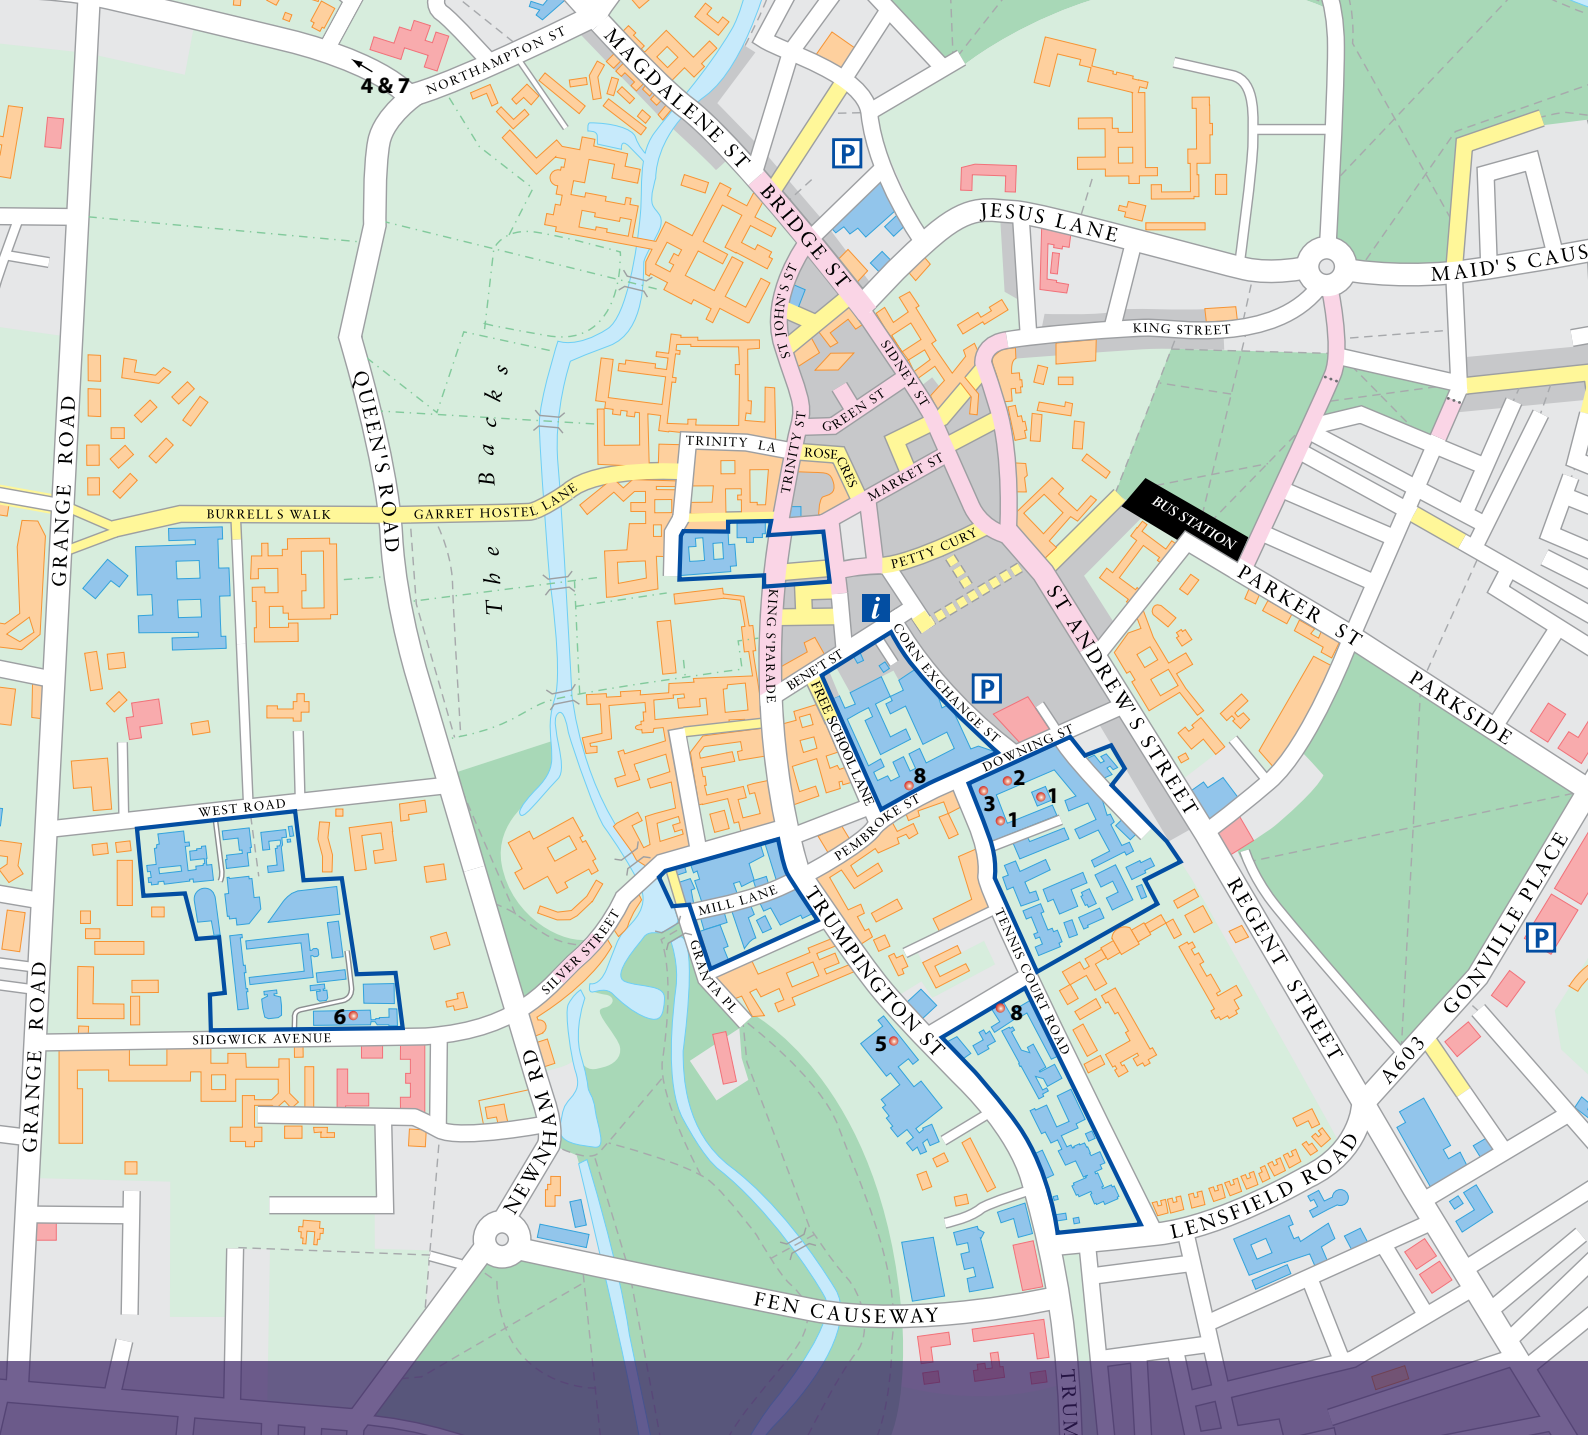 NORTHAMPTON ST
4 & 7
MAGDALENE ST
P
BRIDGE ST
JESUS LANE
MAID'S CAUS
KING STREET
ST JOHN'S ST
SIDNEY ST
GREEN ST
QUEEN'S ROAD
The Backs
GRANGE ROAD
TRINITY LA
TRINITY ST
ROSE CRES
MARKET ST
BURRELL S WALK
GARRET HOSTEL LANE
BUS STATION
PETTY CURY
PARKER ST
i
KING S'PARADE
ST ANDREW'S STREET
BENE'T ST
CORN EXCHANGE ST
FREE SCHOOL LANE
P
PARKSIDE
DOWNING ST
WEST ROAD
8
2
3
1
1
PEMBROKE ST
MILL LANE
TRUMPINGTON ST
TENNIS COURT ROAD
REGENT STREET
GONVILLE PLACE
P
SILVER STREET
GRANTA PL
GRANGE ROAD
6
SIDGWICK AVENUE
8
5
A603
NEWNHAM RD
LENSFIELD ROAD
FEN CAUSEWAY
TRUM